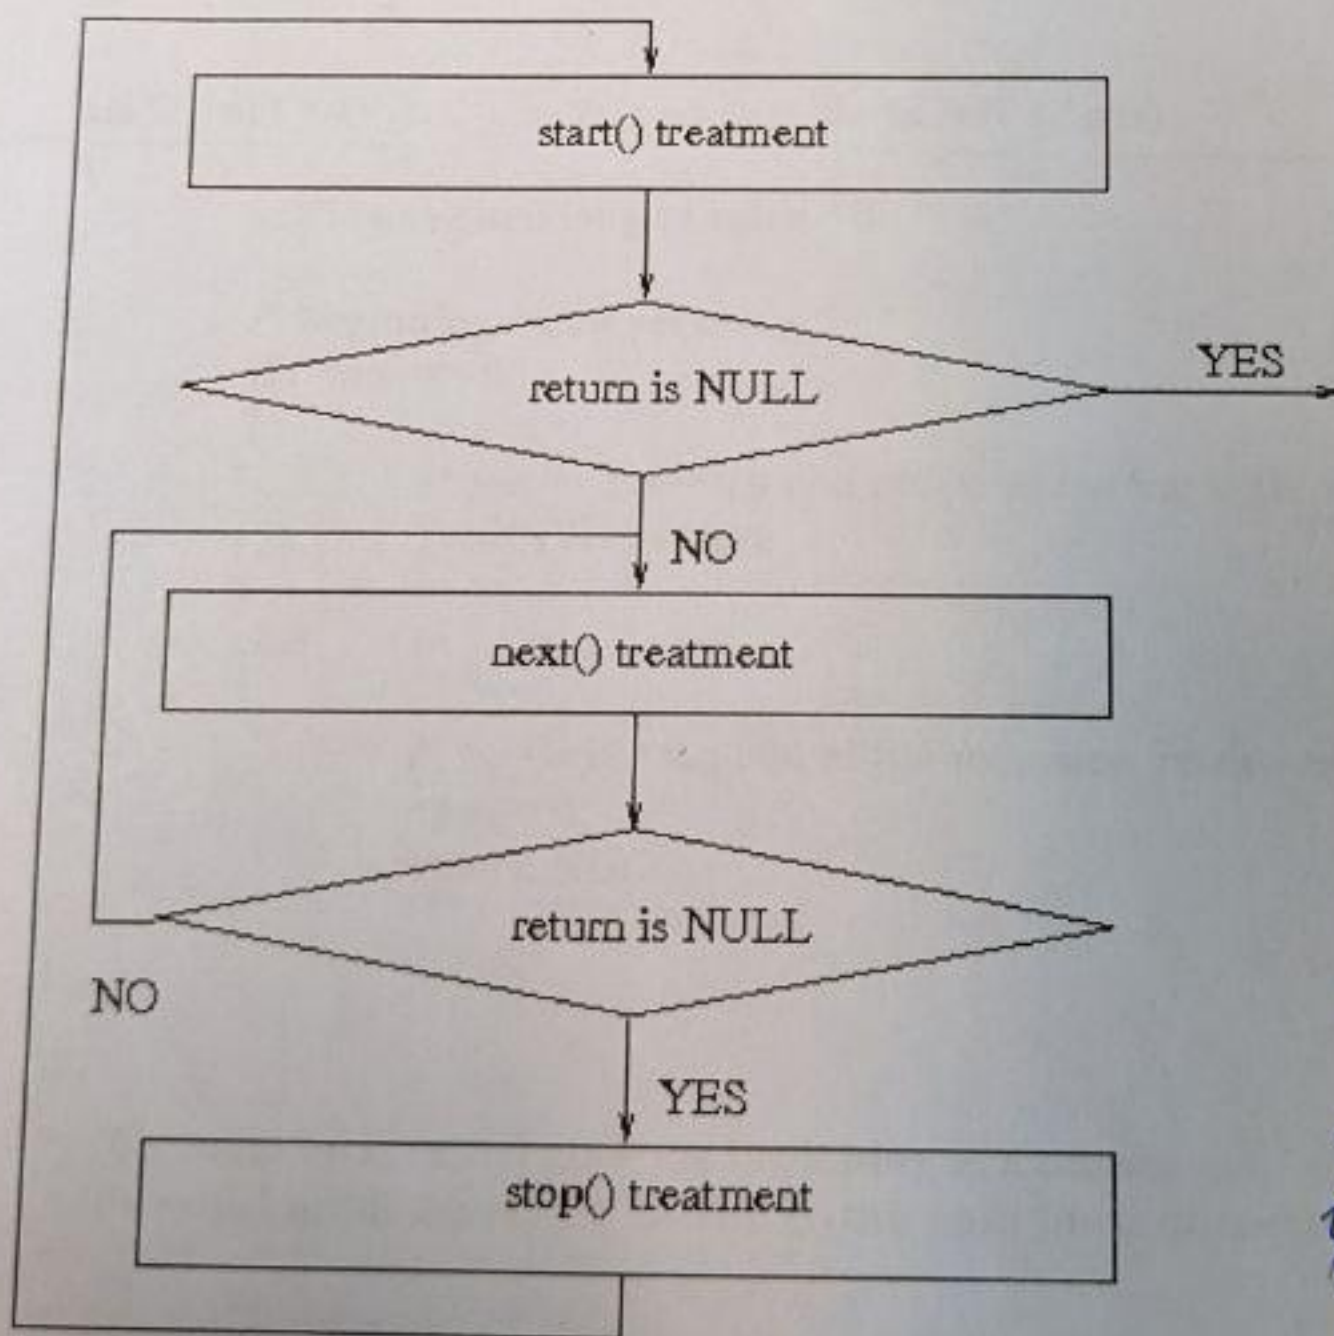 start() treatment
return is NULL
YES
NO
next() treatment
return is NULL
NO
YES
stop() treatment